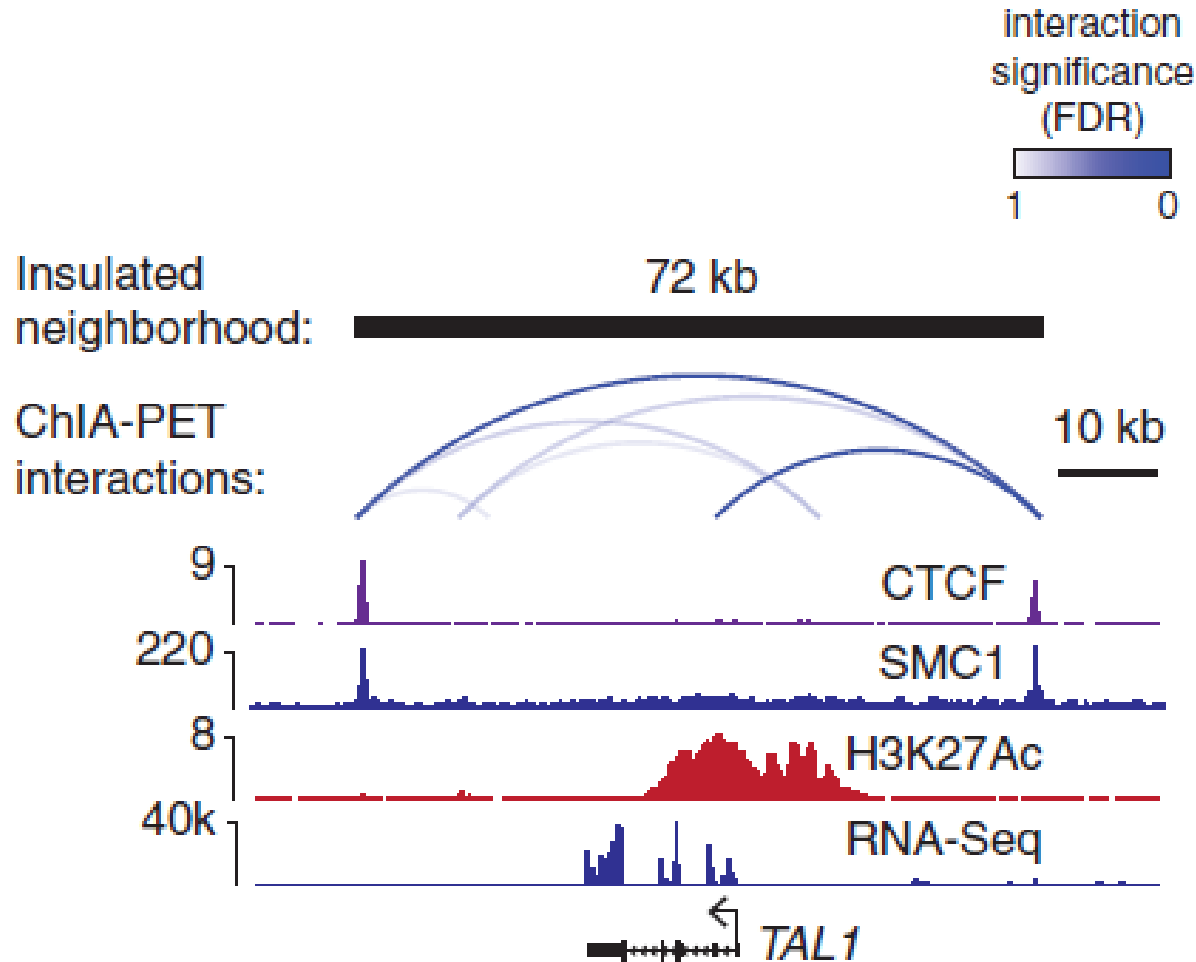 interaction
significance
(FDR)
1 0
Insulated
neighborhood:
72 kb
ChIA-PET
interactions:
10 kb
9
CTCF
220
SMC1
8
H3K27Ac
40k
RNA-Seq
TAL1